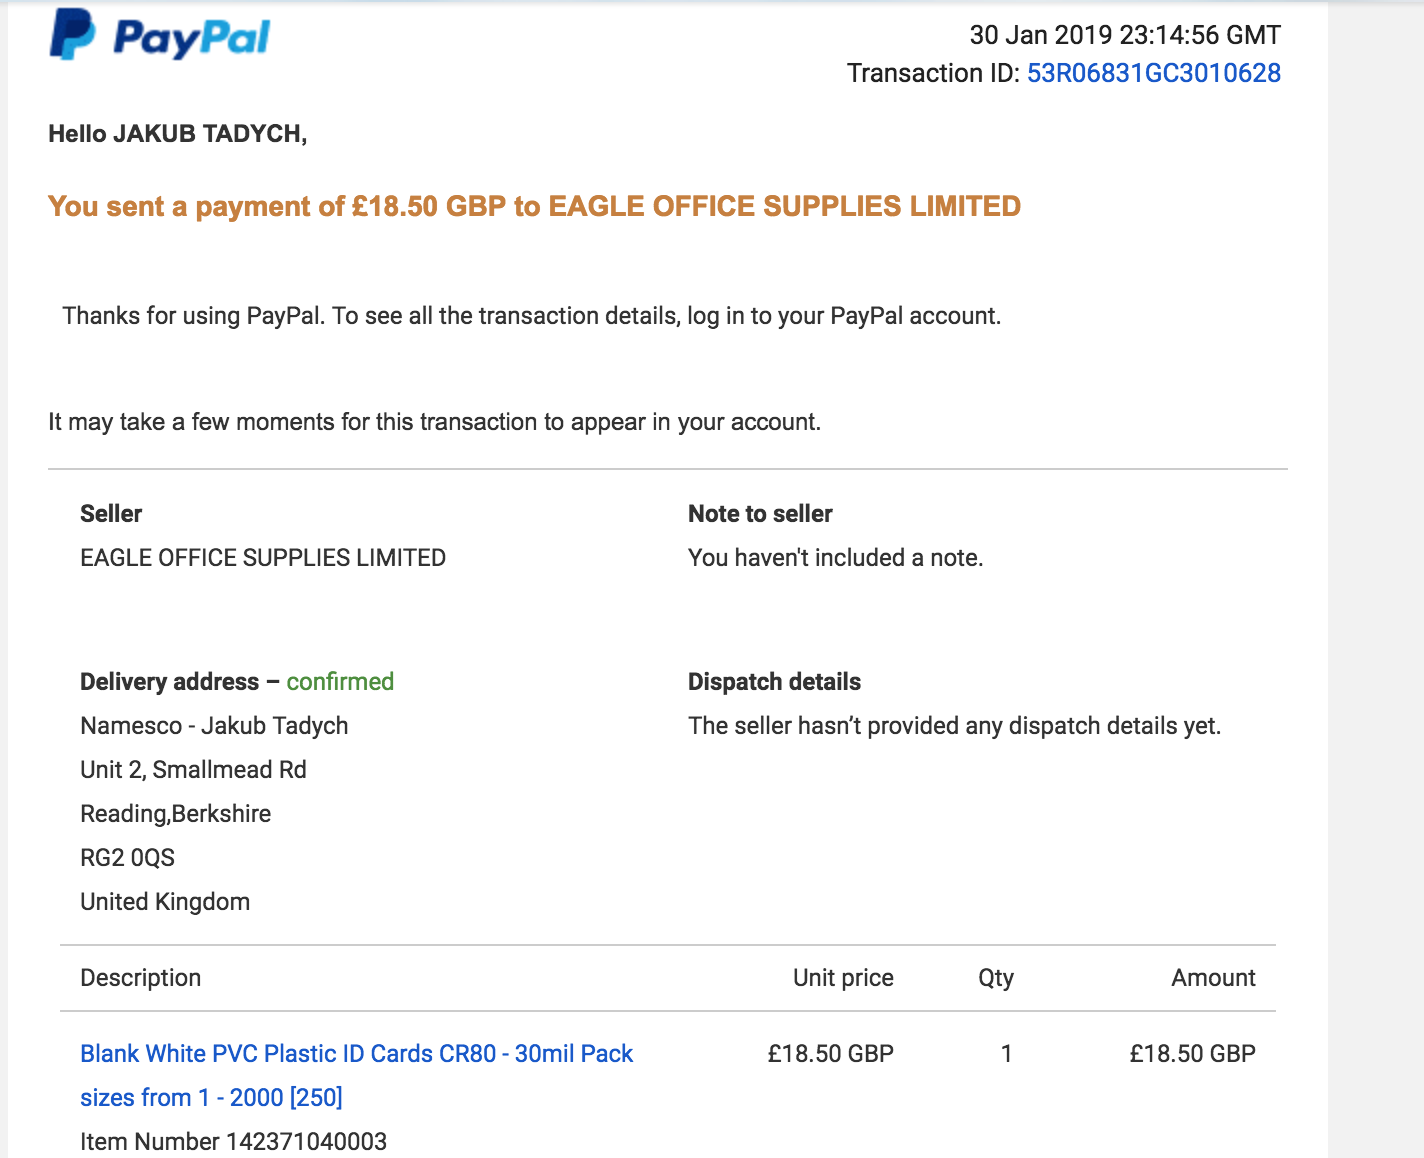 PayPal
30 Jan 2019 23:14:56 GMT
Transaction ID: 53R06831GC3010628
Hello JAKUB TADYCH,
You sent a payment of £18.50 GBP to EAGLE OFFICE SUPPLIES LIMITED
Thanks for using PayPal. To see all the transaction details, log in to your PayPal account.
It may take a few moments for this transaction to appear in your account.
Seller
EAGLE OFFICE SUPPLIES LIMITED
Note to seller
You haven't included a note.
Delivery address – confirmed
Namesco - Jakub Tadych
Unit 2, Smallmead Rd
Reading,Berkshire
RG2 0QS
United Kingdom
Dispatch details
The seller hasn’t provided any dispatch details yet.
Description Unit price Qty Amount
Blank White PVC Plastic ID Cards CR80 - 30mil Pack £18.50 GBP 1 £18.50 GBP
sizes from 1 - 2000 [250]
Item Number 142371040003